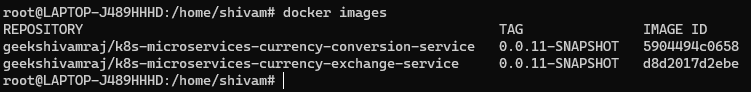 root@LAPTOP-J489HHHD:/home/shivam# docker images
REPOSITORY TAG IMAGE ID
geekshivamraj/k8s-microservices-currency-conversion-service 0.0.11-SNAPSHOT 5904494c0658
geekshivamraj/k8s-microservices-currency-exchange-service 0.0.11-SNAPSHOT d8d2017d2ebe
root@LAPTOP-J489HHHD:/home/shivam#